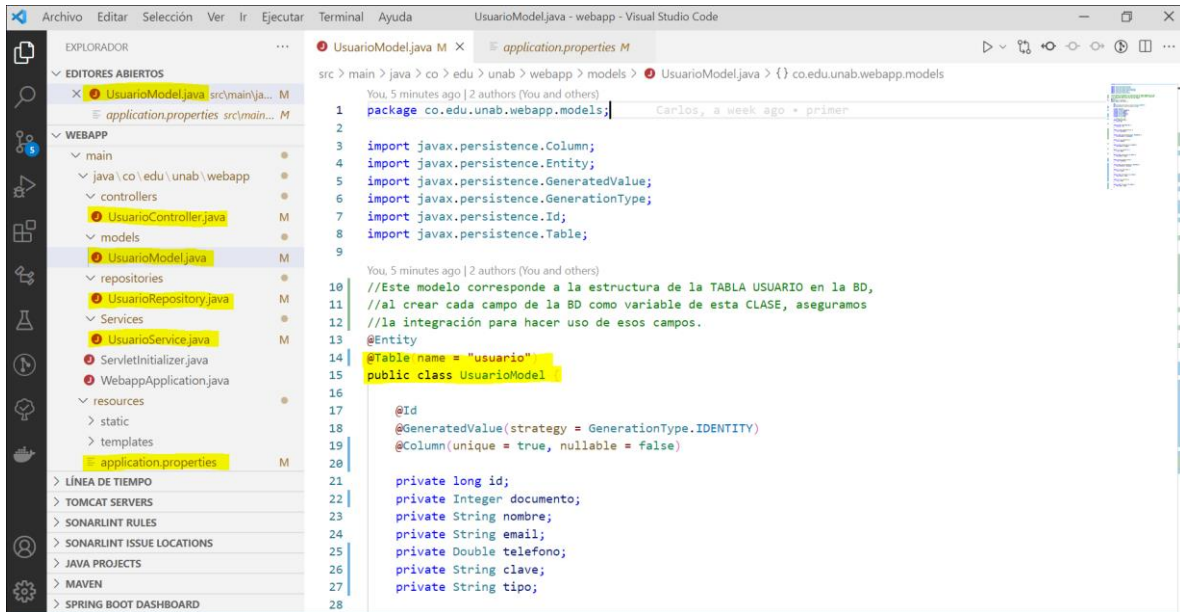 Archivo Editar Selección Ver Ir Ejecutar Terminal Ayuda UsuarioModel.java - webapp - Visual Studio Code
EXPLORADOR
EDITORES ABIERTOS
UsuarioModel.java src\main\ja... M
application.properties src\main... M
WEBAPP
main
java\co\edu\unab\webapp
controllers
UsuarioController.java M
models
UsuarioModel.java M
repositories
UsuarioRepository.java M
Services
UsuarioService.java M
ServletInitializer.java
WebappApplication.java
resources
static
templates
application.properties M
LÍNEA DE TIEMPO
TOMCAT SERVERS
SONARLINT RULES
SONARLINT ISSUE LOCATIONS
JAVA PROJECTS
MAVEN
SPRING BOOT DASHBOARD
5
UsuarioModel.java M application.properties M
src > main > java > co > edu > unab > webapp > models > UsuarioModel.java > {} co.edu.unab.webapp.models
You, 5 minutes ago | 2 authors (You and others)
1 package co.edu.unab.webapp.models; Carlos, a week ago • primer
2
3 import javax.persistence.Column;
4 import javax.persistence.Entity;
5 import javax.persistence.GeneratedValue;
6 import javax.persistence.GenerationType;
7 import javax.persistence.Id;
8 import javax.persistence.Table;
9
You, 5 minutes ago | 2 authors (You and others)
10 //Este modelo corresponde a la estructura de la TABLA USUARIO en la BD,
11 //al crear cada campo de la BD como variable de esta CLASE, aseguramos
12 //la integración para hacer uso de esos campos.
13 @Entity
14 @Table(name = "usuario")
15 public class UsuarioModel {
16
17 @Id
18 @GeneratedValue(strategy = GenerationType.IDENTITY)
19 @Column(unique = true, nullable = false)
20
21 private long id;
22 private Integer documento;
23 private String nombre;
24 private String email;
25 private Double telefono;
26 private String clave;
27 private String tipo;
28